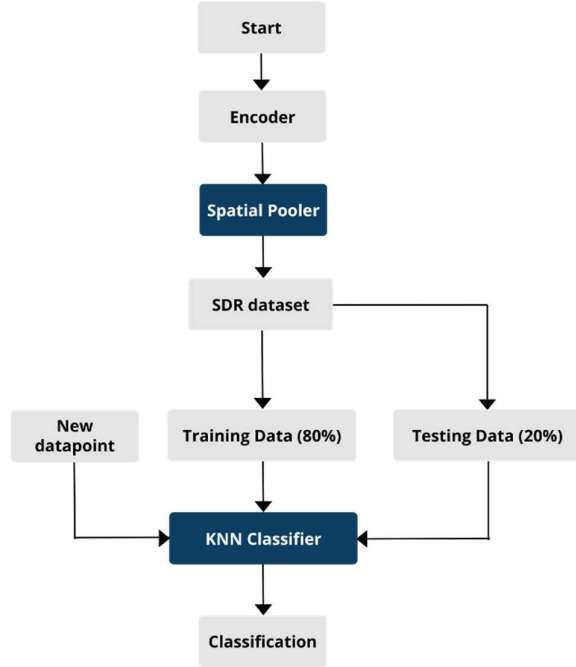 Start
Encoder
Spatial Pooler
SDR dataset
New
datapoint
Training Data (80%)
Testing Data (20%)
KNN Classifier
Classification